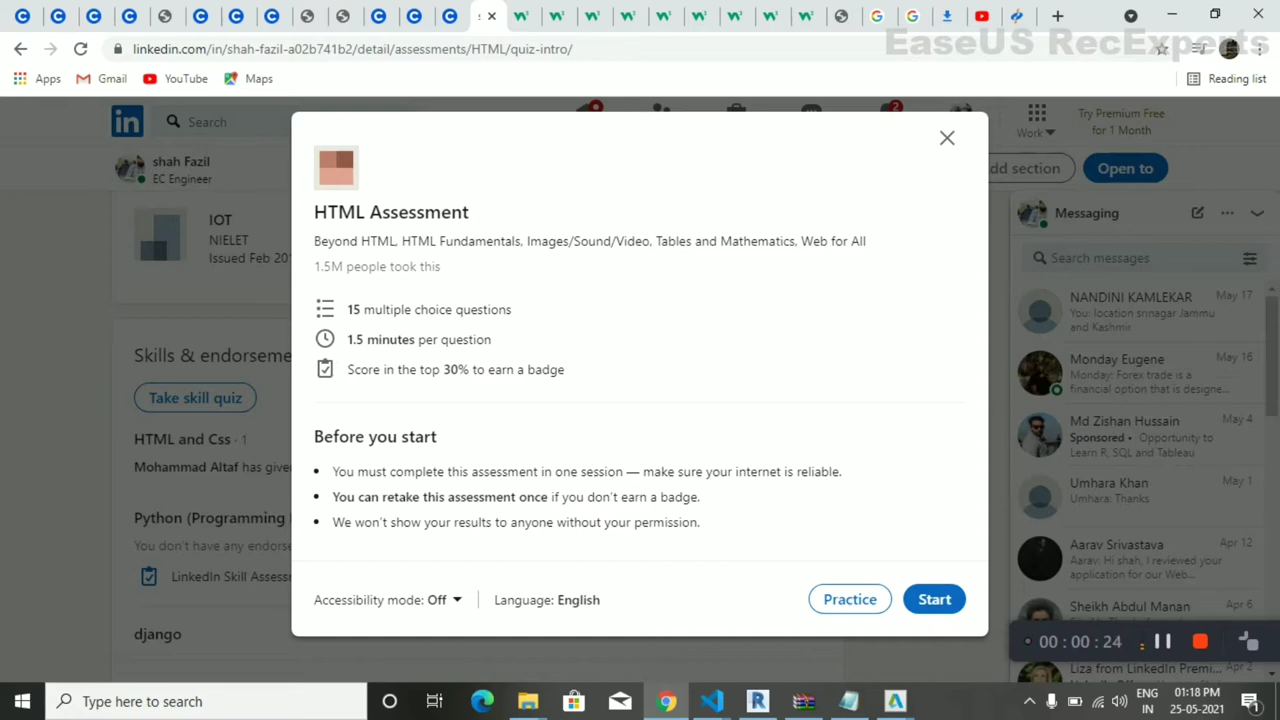 linkedin.com/in/shah-fazil-a02b741b2/detail/assessments/HTML/quiz-intro/
EaseUS RecExperts
Apps
Gmail
YouTube
Maps
Reading list
in
Search
2
Work
Try Premium Free
for 1 Month
shah Fazil
EC Engineer
dd section
Open to
IOT
NIELET
Issued Feb 201
Skills & endorseme
Take skill quiz
HTML and Css · 1
Mohammad Altaf has give
Python (Programming
You don't have any endorse
LinkedIn Skill Assess
django
HTML Assessment
Beyond HTML, HTML Fundamentals, Images/Sound/Video, Tables and Mathematics, Web for All
1.5M people took this
15 multiple choice questions
1.5 minutes per question
Score in the top 30% to earn a badge
Before you start
You must complete this assessment in one session — make sure your internet is reliable.
You can retake this assessment once if you don't earn a badge.
We won't show your results to anyone without your permission.
Accessibility mode: Off
Language: English
Practice
Start
Messaging
Search messages
NANDINI KAMLEKAR
May 17
You: location srinagar Jammu
and Kashmir
Monday Eugene
May 16
Monday: Forex trade is a
financial option that is designe...
Md Zishan Hussain
May 4
Sponsored • Opportunity to
Learn R, SQL and Tableau
Umhara Khan
May 1
Umhara: Thanks
Aarav Srivastava
Apr 12
Aarav: Hi shah, I reviewed your
application for our Web...
Sheikh Abdul Manan
Apr 6
00 : 00 : 24
Liza from LinkedIn Premi...
Apr 2
Type here to search
ENG
IN
01:18 PM
25-05-2021
1